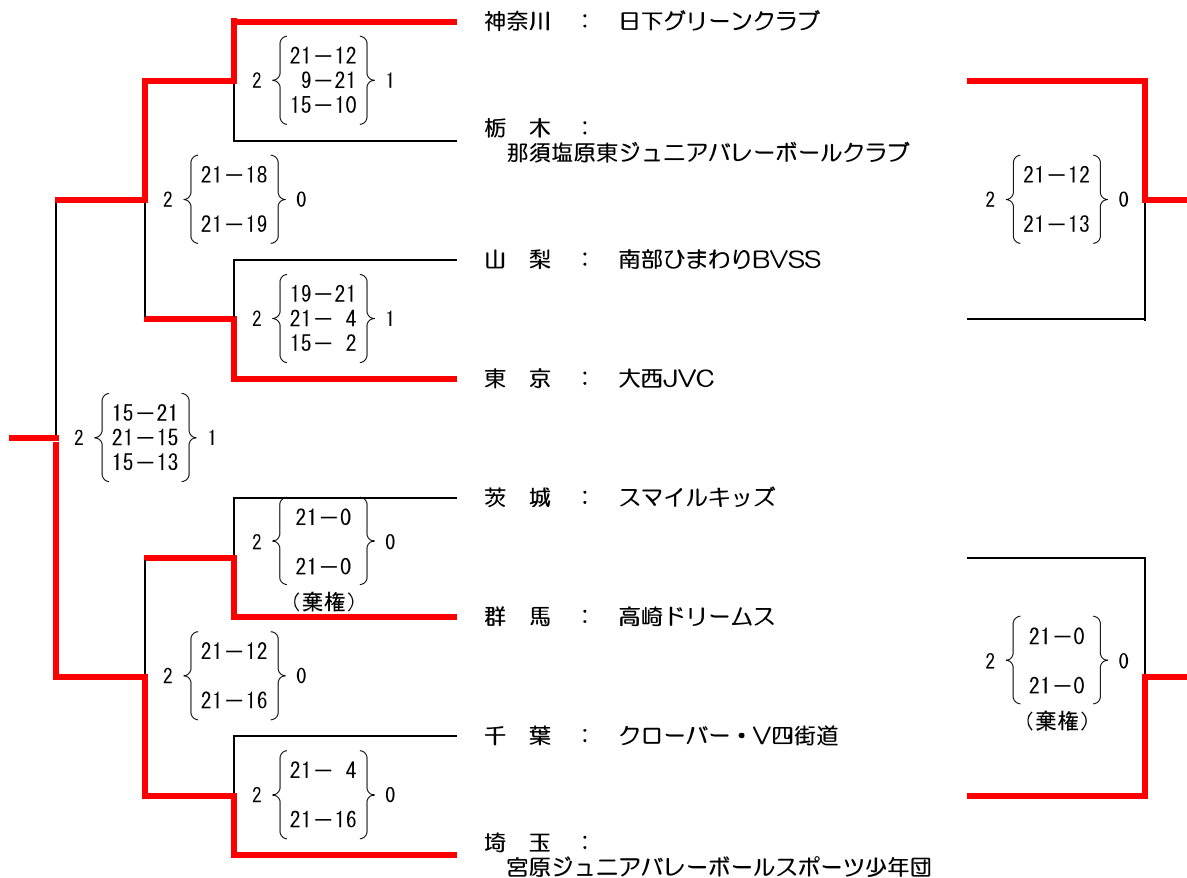 神奈川 : 日下グリーンクラブ
2 21-12 1
9-21
15-10
栃 木 :
那須塩原東ジュニアバレーボールクラブ
2 21-18 0
21-19
2 21-12 0
21-13
山 梨 : 南部ひまわりBVSS
2 19-21 1
21- 4
15- 2
東 京 : 大西JVC
2 15-21 1
21-15
15-13
茨 城 : スマイルキッズ
2 21-0 0
21-0
(棄権)
群 馬 : 高崎ドリームス
2 21-12 0
21-16
2 21-0 0
21-0
(棄権)
千 葉 : クローバー・V四街道
2 21- 4 0
21-16
埼 玉 :
宮原ジュニアバレーボールスポーツ少年団